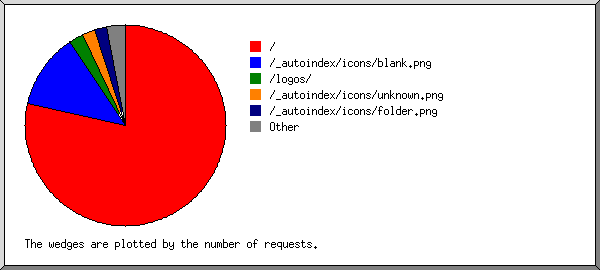 /
/_autoindex/icons/blank.png
/logos/
/_autoindex/icons/unknown.png
/_autoindex/icons/folder.png
Other
The wedges are plotted by the number of requests.